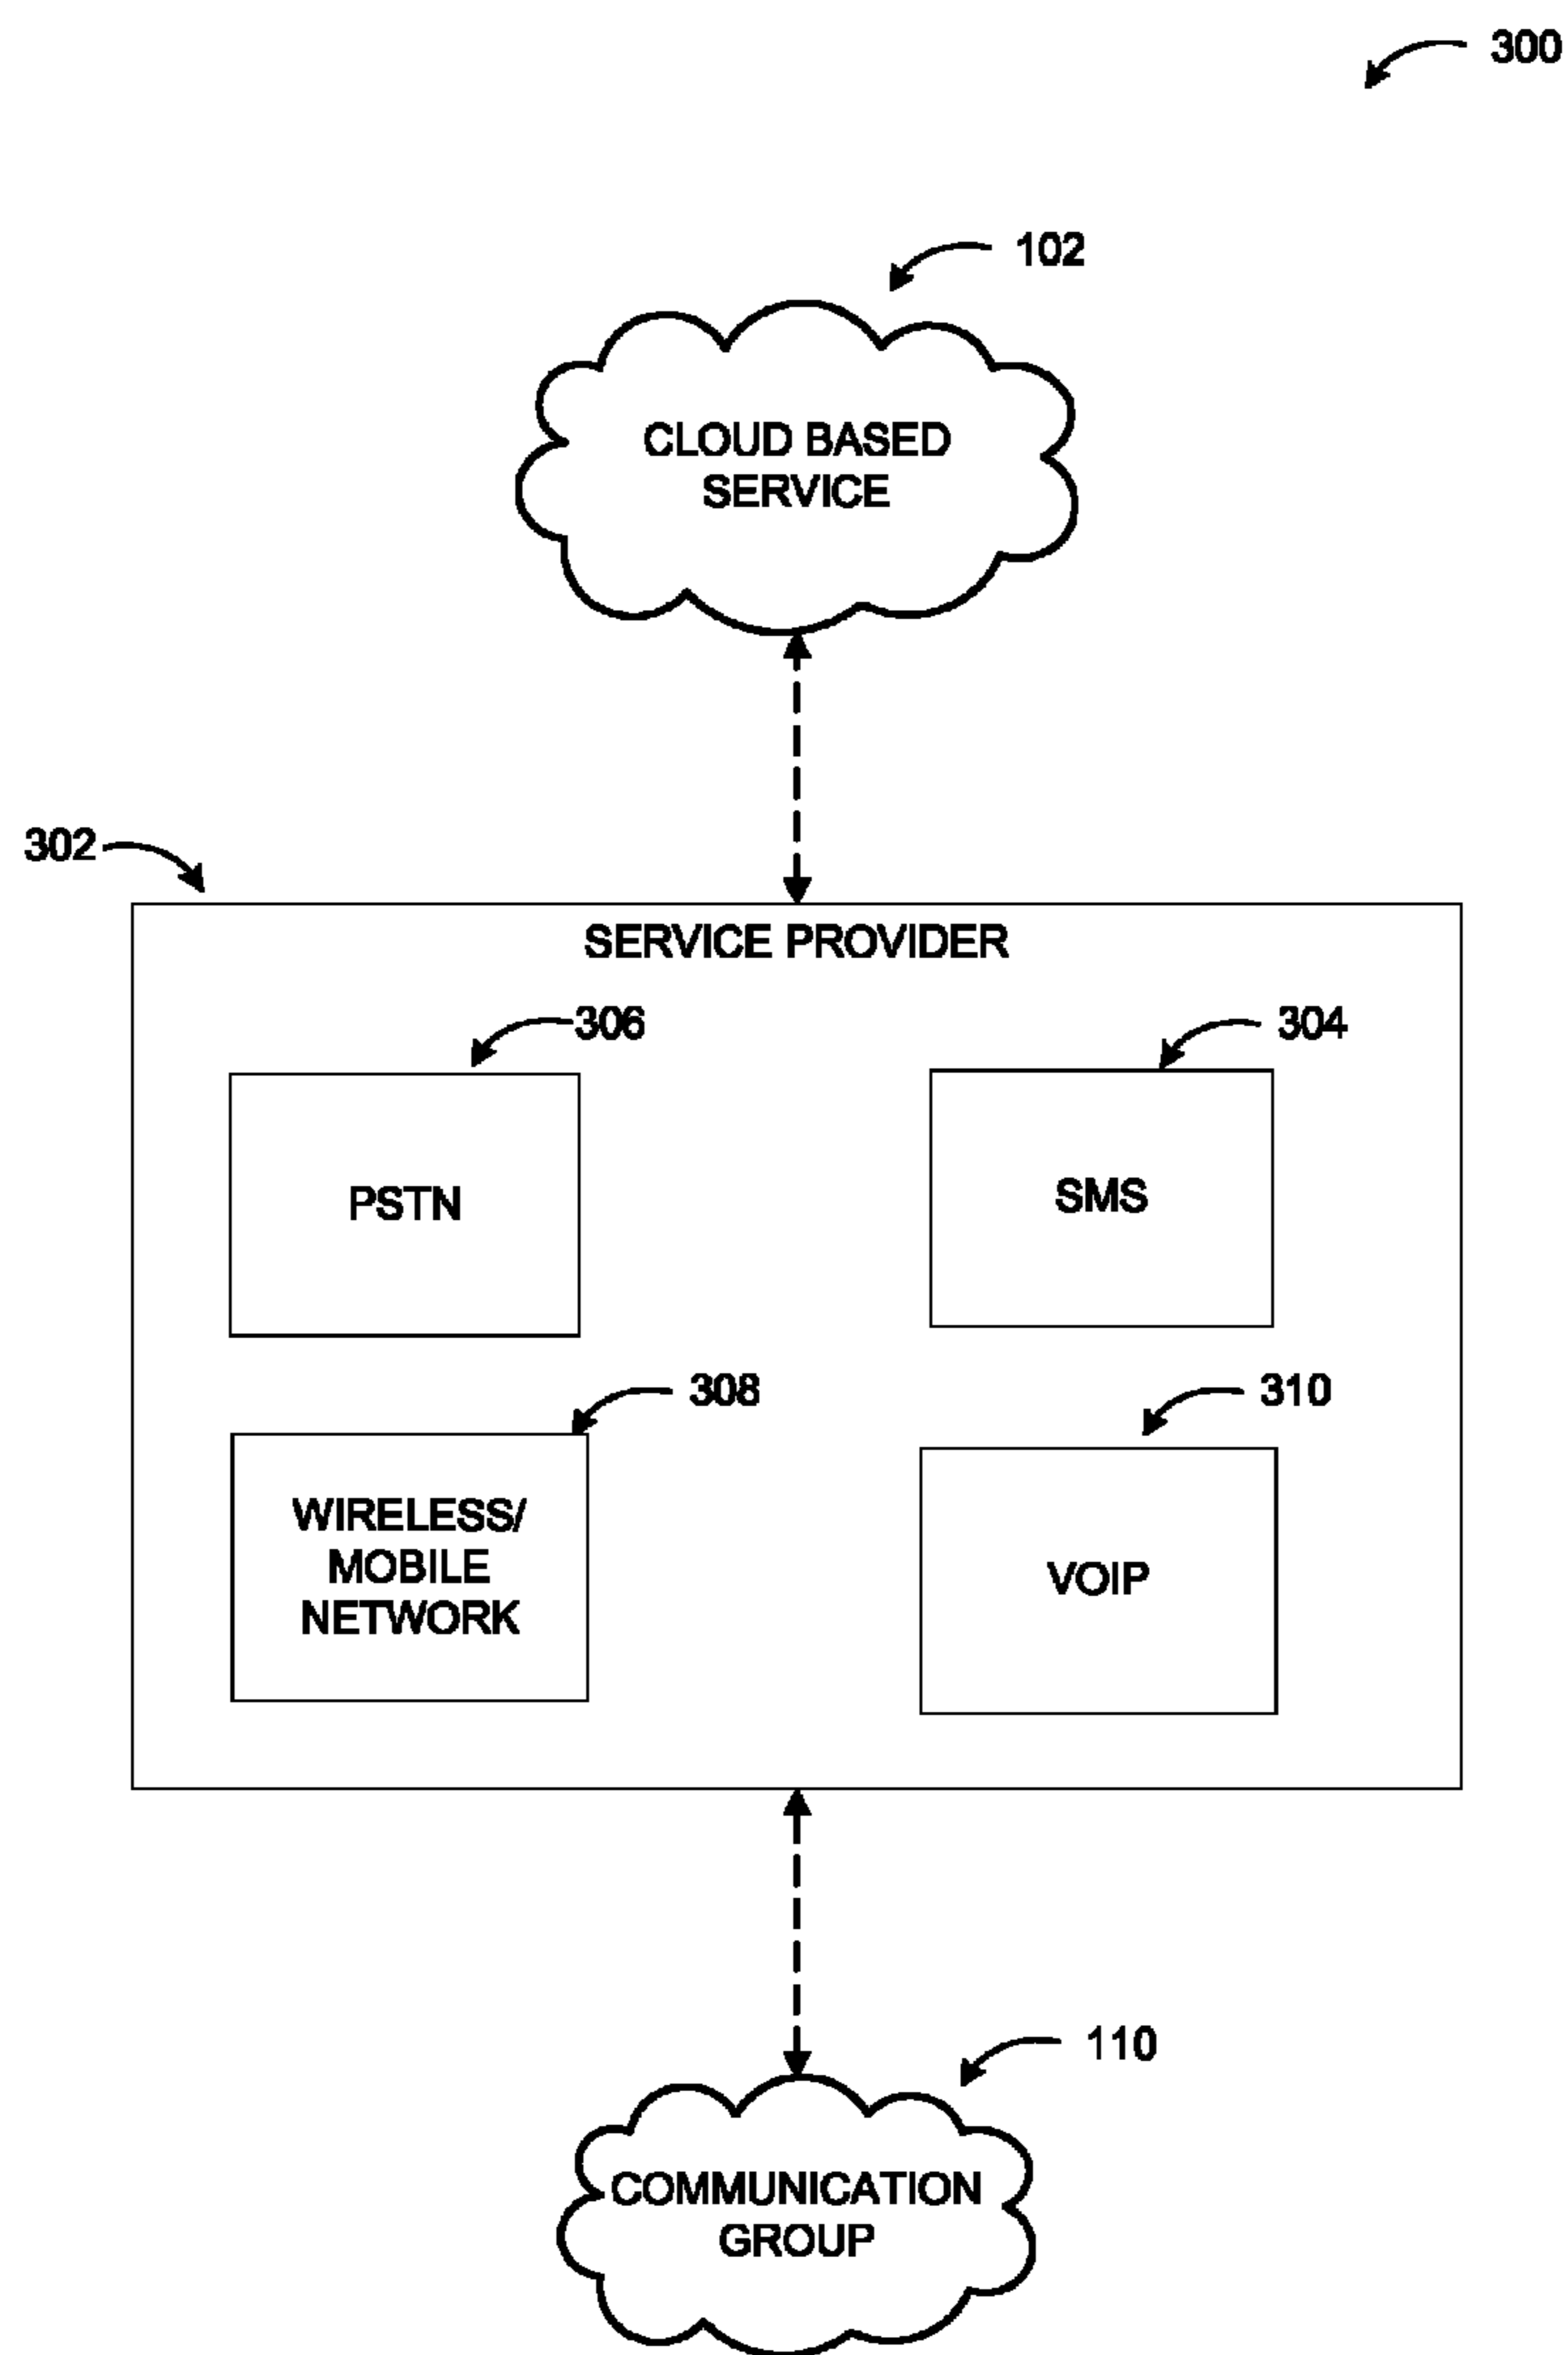 300
102
CLOUD BASED
SERVICE
302
SERVICE PROVIDER
306
304
PSTN
SMS
308
310
WIRELESS/
MOBILE
NETWORK
VOIP
110
COMMUNICATION
GROUP